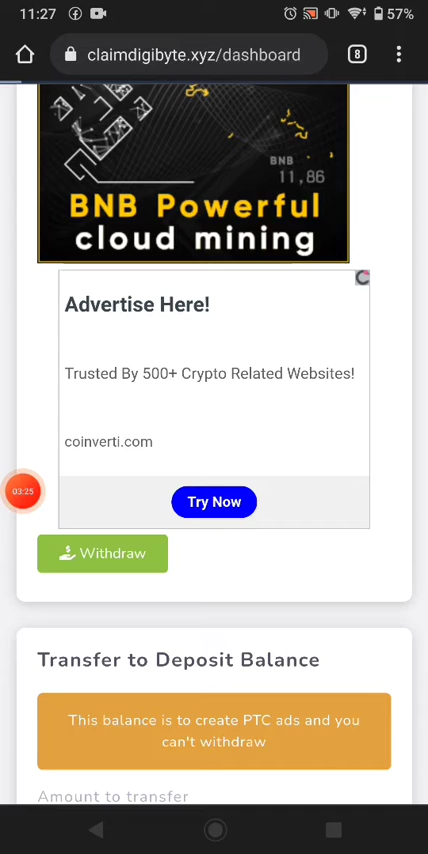 11:27
57%
claimdigibyte.xyz/dashboard
8
BNB
11,86
BNB Powerful
cloud mining
Advertise Here!
Trusted By 500+ Crypto Related Websites!
coinverti.com
Try Now
03:25
Withdraw
Transfer to Deposit Balance
This balance is to create PTC ads and you
can't withdraw
Amount to transfer